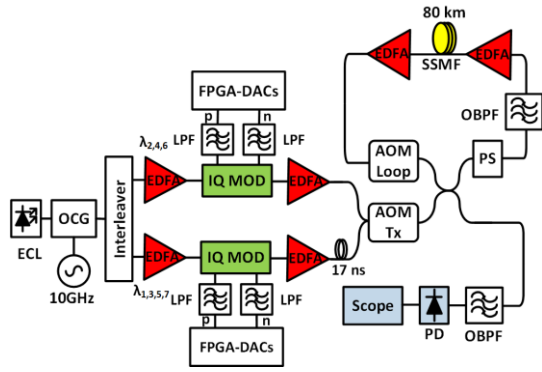 80 km
EDFA
SSMF
EDFA
FPGA-DACs
p
n
LPF
LPF
OBPF
λ2,4,6
EDFA
IQ MOD
EDFA
AOM
Loop
PS
Interleaver
OCG
ECL
10GHz
AOM
Tx
EDFA
IQ MOD
EDFA
17 ns
λ1,3,5,7
LPF
LPF
p
n
FPGA-DACs
Scope
PD
OBPF